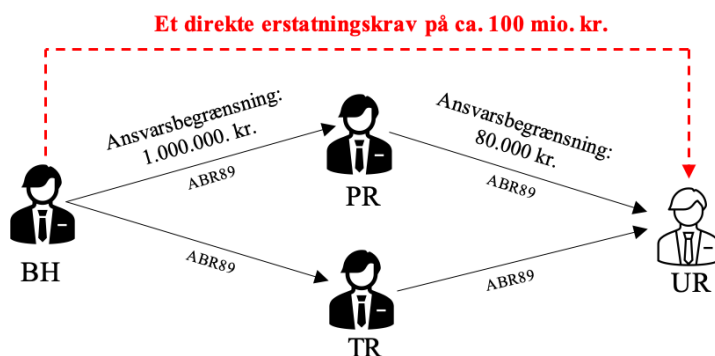 Et direkte erstatningskrav på ca. 100 mio. kr.
Ansvarsbegrænsning:
1.000.000. kr.
Ansvarsbegrænsning:
80.000 kr.
ABR89
PR
ABR89
BH
ABR89
TR
ABR89
UR